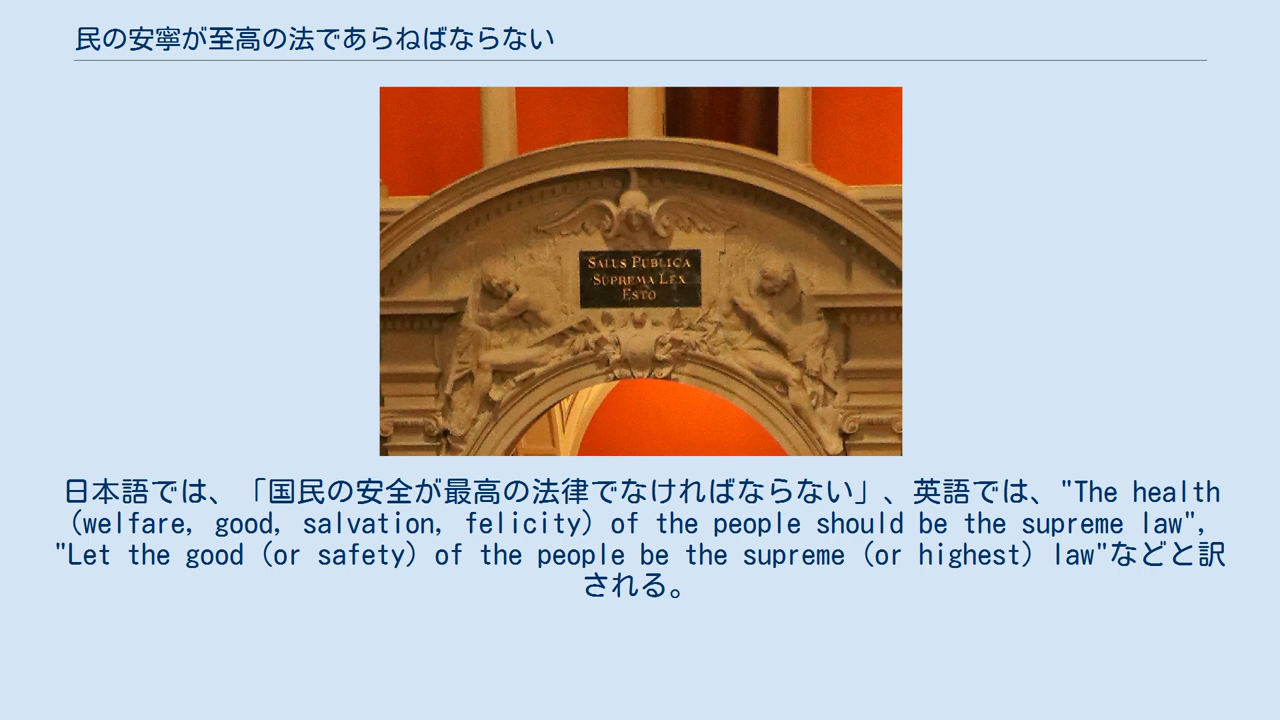 民の安寧が至高の法であらねばならない
SALUS PUBLICA
SUPREMA LEX
ESTO
日本語では、「国民の安全が最高の法律でなければならない」、英語では、"The health
(welfare, good, salvation, felicity) of the people should be the supreme law",
"Let the good (or safety) of the people be the supreme (or highest) law"などと訳
される。